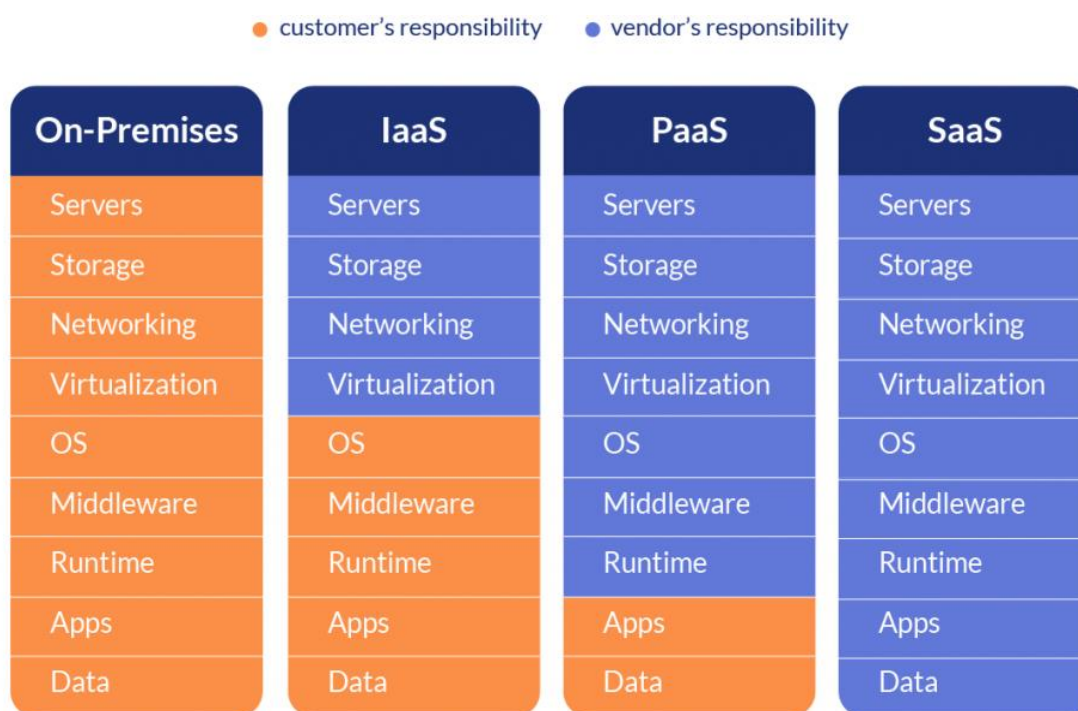 customer's responsibility vendor's responsibility
On-Premises IaaS PaaS SaaS
Servers Servers Servers Servers
Storage Storage Storage Storage
Networking Networking Networking Networking
Virtualization Virtualization Virtualization Virtualization
OS OS OS OS
Middleware Middleware Middleware Middleware
Runtime Runtime Runtime Runtime
Apps Apps Apps Apps
Data Data Data Data